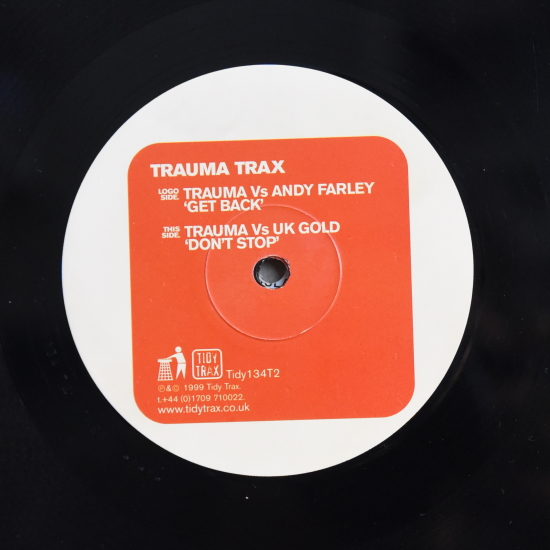 TRAUMA TRAX
LOGO SIDE. TRAUMA Vs ANDY FARLEY
'GET BACK'
THIS SIDE. TRAUMA Vs UK GOLD
'DON'T STOP'
TIDY TRAX Tidy134T2
℗&© 1999 Tidy Trax.
t.+44 (0)1709 710022.
www.tidytrax.co.uk